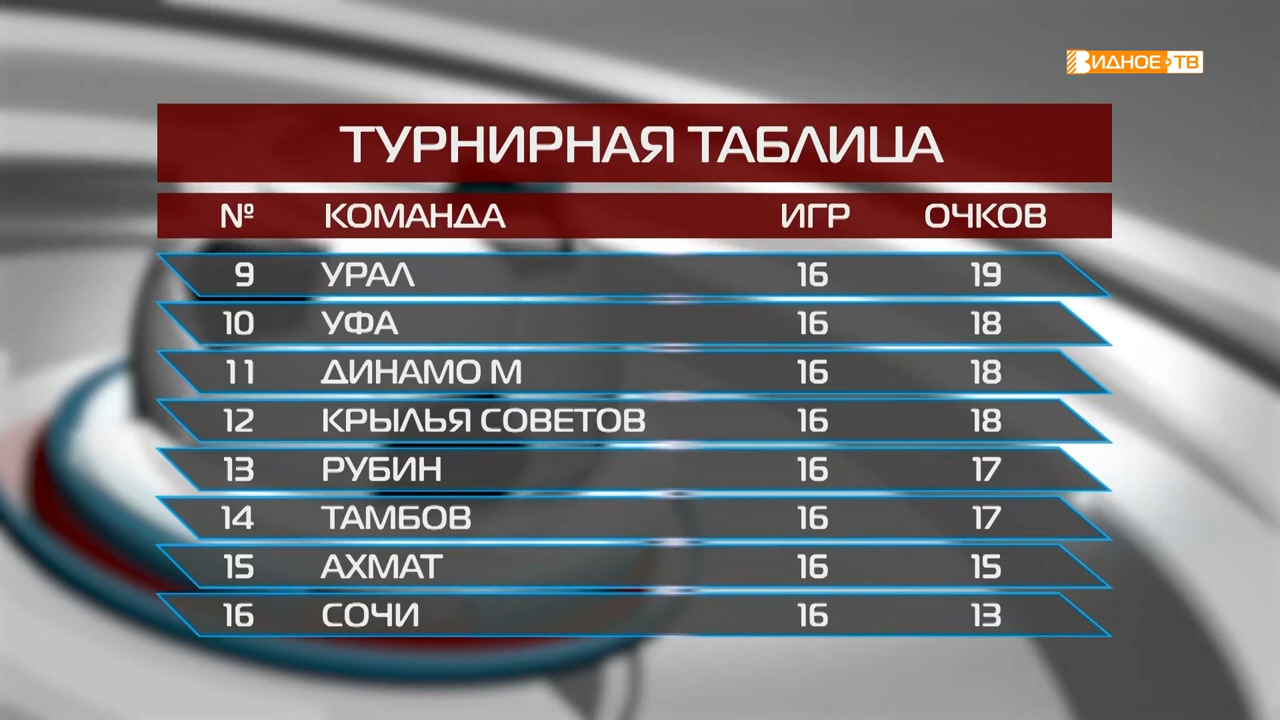 ВИДНОЕ-ТВ
ТУРНИРНАЯ ТАБЛИЦА
№ КОМАНДА ИГР ОЧКОВ
9 УРАЛ 16 19
10 УФА 16 18
11 ДИНАМО М 16 18
12 КРЫЛЬЯ СОВЕТОВ 16 18
13 РУБИН 16 17
14 ТАМБОВ 16 17
15 АХМАТ 16 15
16 СОЧИ 16 13